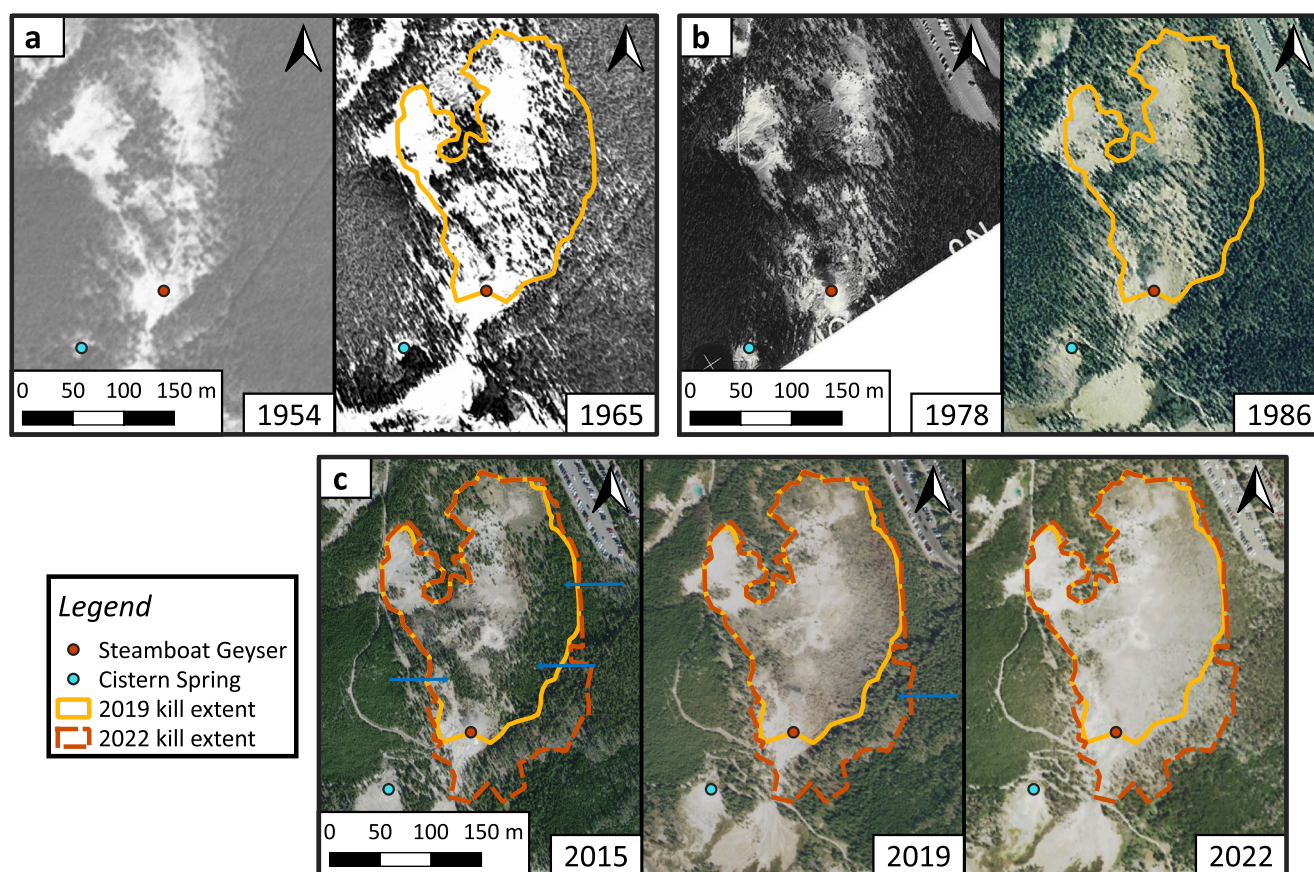 a
0 50 100 150 m
1954
1965
b
CN
0 50 100 150 m
1978
1986
c
0 50 100 150 m
2015
2019
2022
Legend
Steamboat Geyser
Cistern Spring
2019 kill extent
2022 kill extent